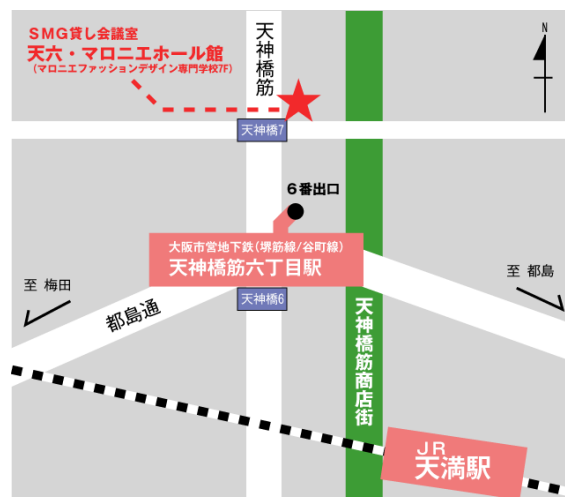 SMG貸し会議室
天六・マロニエホール館
(マロニエファッションデザイン専門学校7F)
天神橋筋
N
天神橋7
6番出口
大阪市営地下鉄(堺筋線/谷町線)
天神橋筋六丁目駅
至 梅田
至 都島
天神橋6
都島通
天神橋筋商店街
JR
天満駅